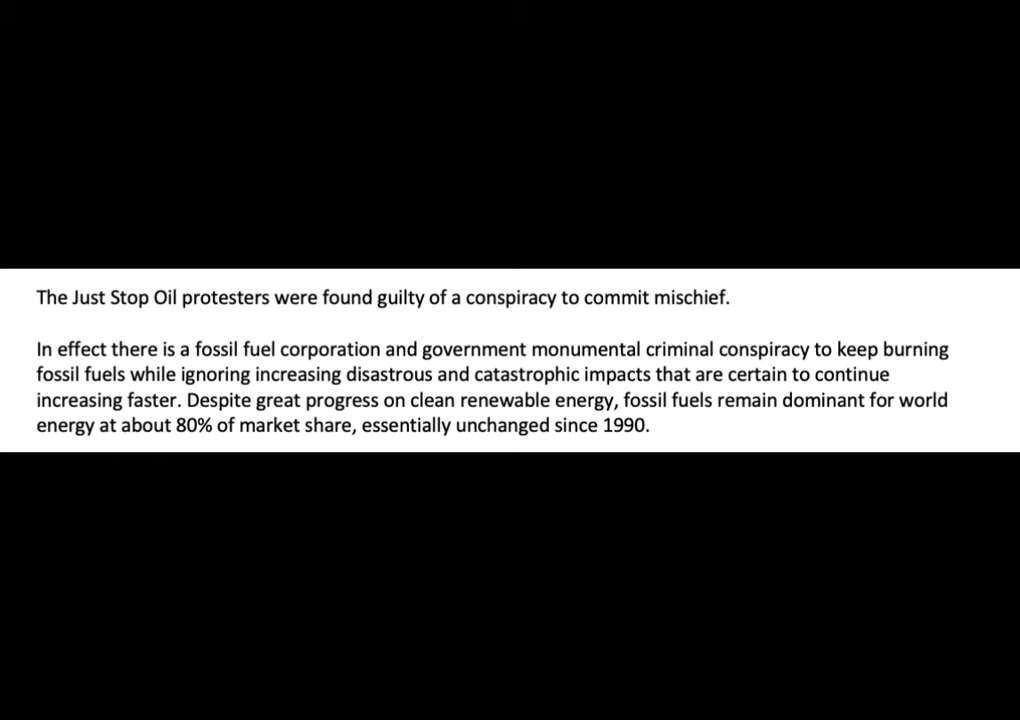 The Just Stop Oil protesters were found guilty of a conspiracy to commit mischief.
In effect there is a fossil fuel corporation and government monumental criminal conspiracy to keep burning
fossil fuels while ignoring increasing disastrous and catastrophic impacts that are certain to continue
increasing faster. Despite great progress on clean renewable energy, fossil fuels remain dominant for world
energy at about 80% of market share, essentially unchanged since 1990.